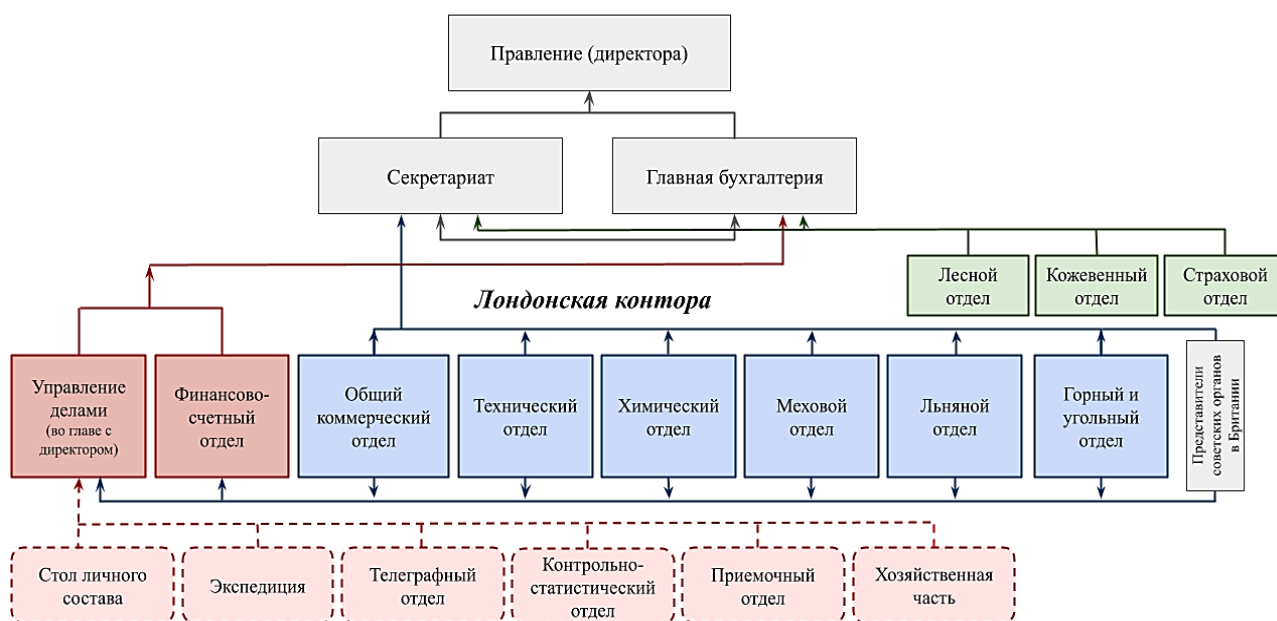 Правление (директора)
Секретариат
Главная бухгалтерия
Лесной
отдел
Кожевенный
отдел
Страховой
отдел
Лондонская контора
Управление
делами
(во главе с
директором)
Финансово-
счетный
отдел
Общий
коммерческий
отдел
Технический
отдел
Химический
отдел
Меховой
отдел
Льняной
отдел
Горный и
угольный
отдел
Представители
советских органов
в Британии
Стол личного
состава
Экспедиция
Телеграфный
отдел
Контрольно-
статистический
отдел
Приемочный
отдел
Хозяйственная
часть